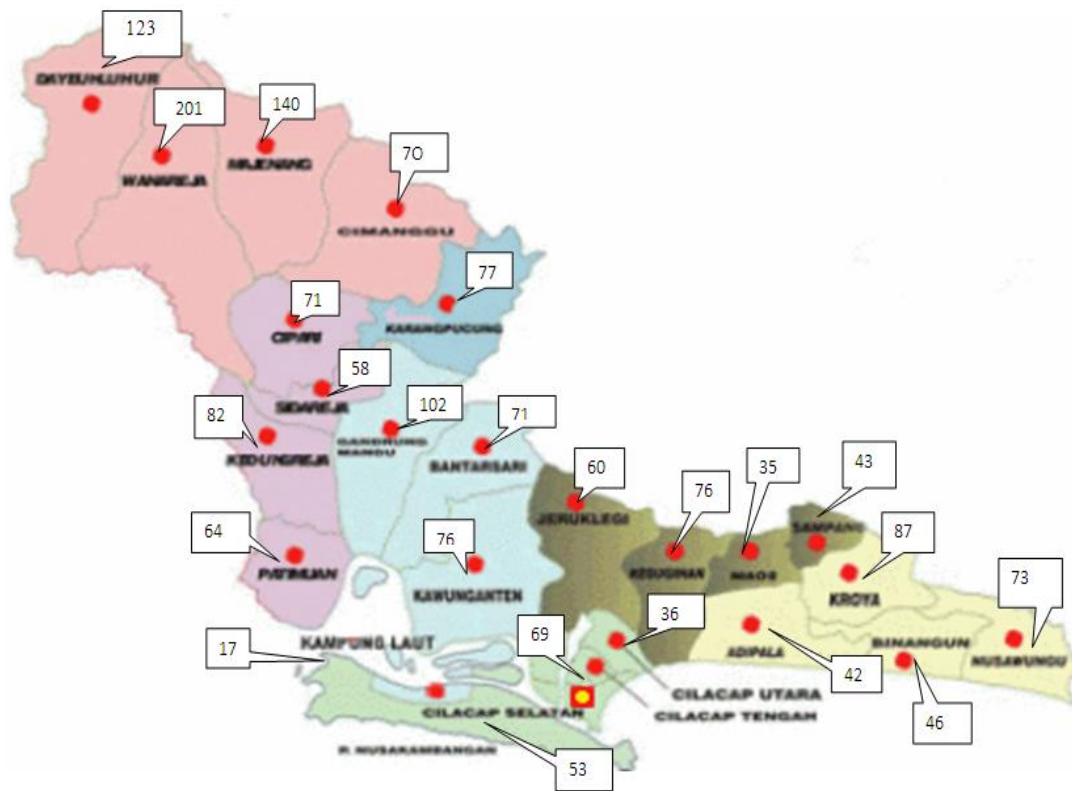 123
DAYEUHLUHUR
201
140
WANAREJA
MAJENANG
70
CIMANGGU
77
71
CIPARI
KARANGPUCUNG
58
SIDAREJA
82
102
71
KEDUNGREJA
GANDRUNG
MANGU
BANTARSARI
60
76
35
43
JERUKLEGI
SAMPANG
64
76
87
PATIMUAN
KAWUNGANTEN
KESUGIHAN
MAOS
KROYA
73
KAMPUNG LAUT
17
69
36
ADIPALA
42
BINANGUN
NUSAWUNGU
46
CILACAP UTARA
CILACAP SELATAN
CILACAP TENGAH
P. NUSAKAMBANGAN
53